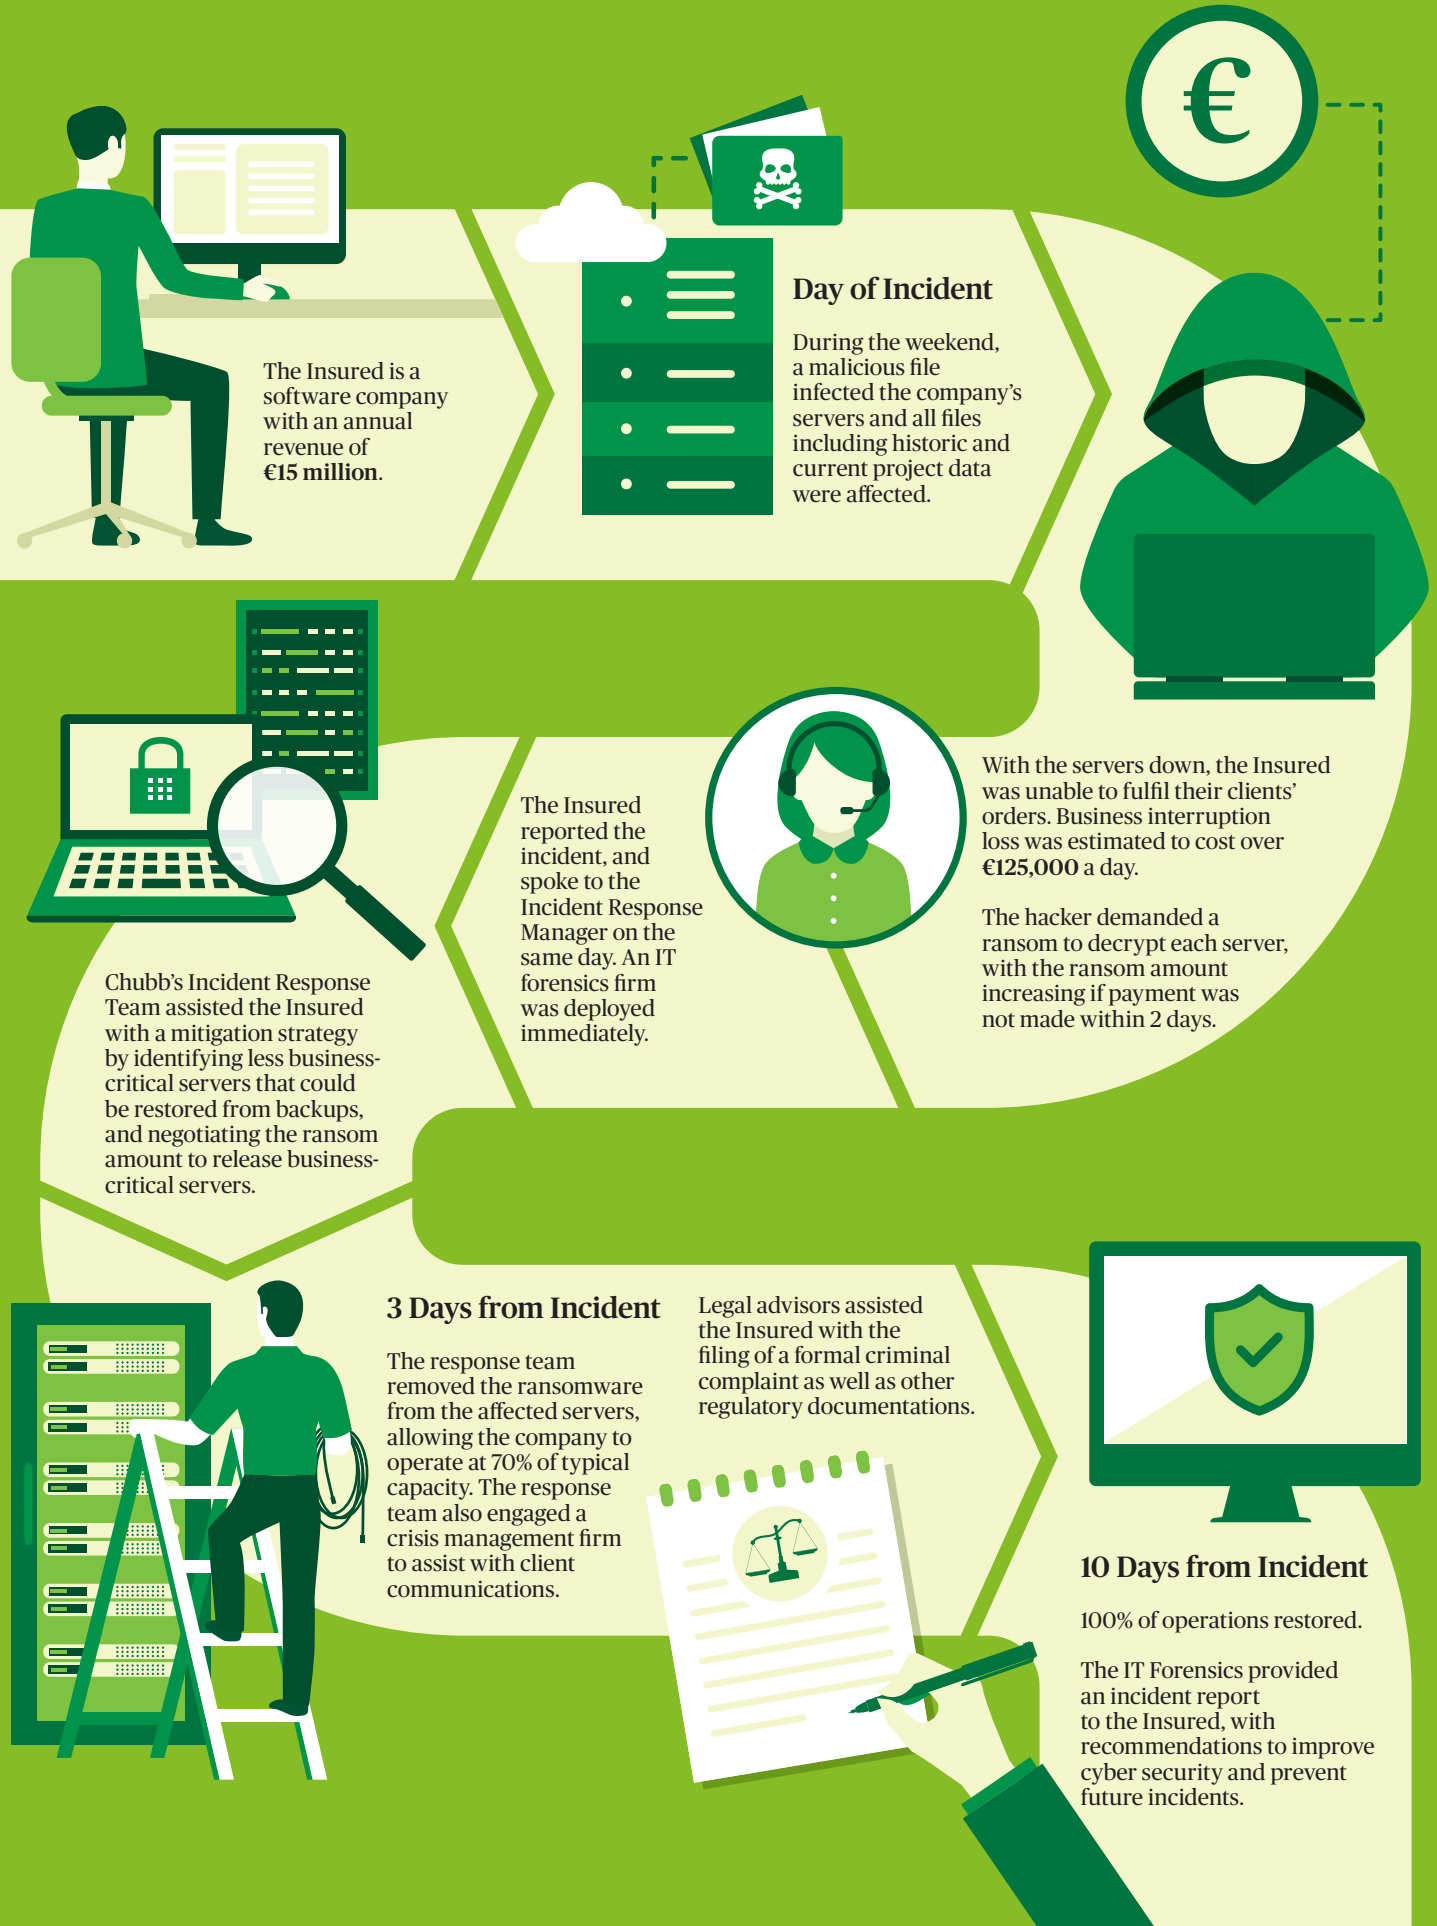 €
The Insured is a
software company
with an annual
revenue of
€15 million.
Day of Incident
During the weekend,
a malicious file
infected the company’s
servers and all files
including historic and
current project data
were affected.
With the servers down, the Insured
was unable to fulfil their clients’
orders. Business interruption
loss was estimated to cost over
€125,000 a day.
The hacker demanded a
ransom to decrypt each server,
with the ransom amount
increasing if payment was
not made within 2 days.
The Insured
reported the
incident, and
spoke to the
Incident Response
Manager on the
same day. An IT
forensics firm
was deployed
immediately.
Chubb’s Incident Response
Team assisted the Insured
with a mitigation strategy
by identifying less business-
critical servers that could
be restored from backups,
and negotiating the ransom
amount to release business-
critical servers.
3 Days from Incident
The response team
removed the ransomware
from the affected servers,
allowing the company to
operate at 70% of typical
capacity. The response
team also engaged a
crisis management firm
to assist with client
communications.
Legal advisors assisted
the Insured with the
filing of a formal criminal
complaint as well as other
regulatory documentations.
10 Days from Incident
100% of operations restored.
The IT Forensics provided
an incident report
to the Insured, with
recommendations to improve
cyber security and prevent
future incidents.